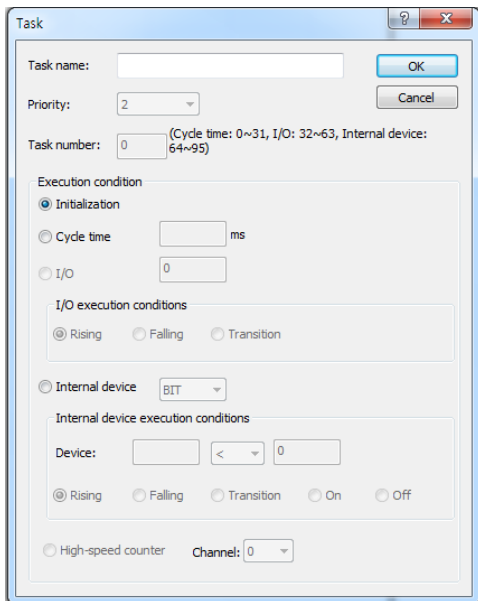 Task
Task name:
OK
Priority: 2
Cancel
Task number: 0 (Cycle time: 0~31, I/O: 32~63, Internal device:
64~95)
Execution condition
Initialization
Cycle time ms
I/O 0
I/O execution conditions
Rising Falling Transition
Internal device BIT
Internal device execution conditions
Device: < 0
Rising Falling Transition On Off
High-speed counter Channel: 0